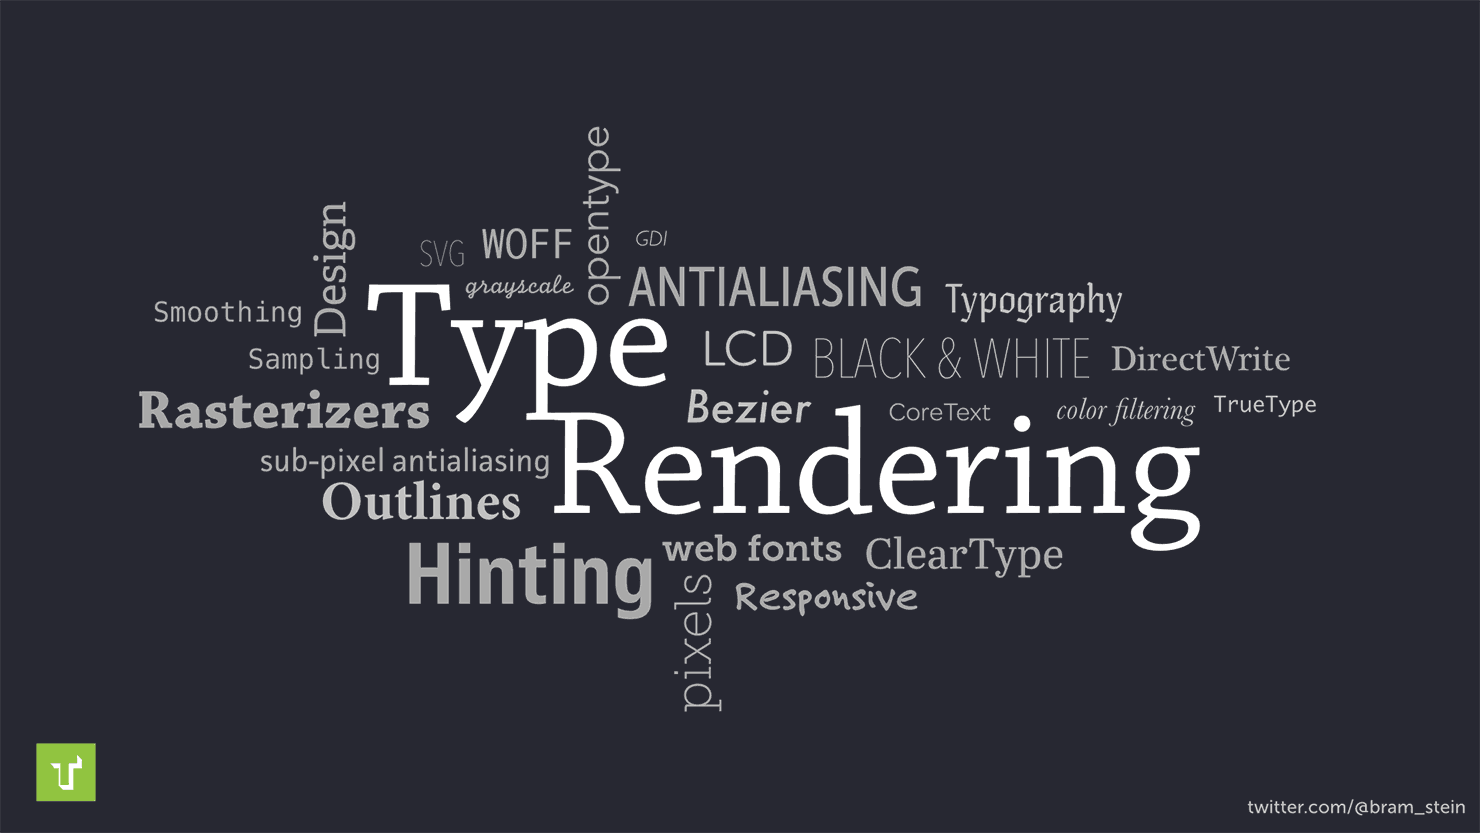 opentype
Design
SVG
WOFF
GDI
grayscale
ANTIALIASING
Typography
Smoothing
Type
LCD
BLACK & WHITE
DirectWrite
Sampling
Rasterizers
Bezier
CoreText
color filtering
TrueType
sub-pixel antialiasing
Rendering
Outlines
Hinting
web fonts
ClearType
pixels
Responsive
twitter.com/@bram_stein